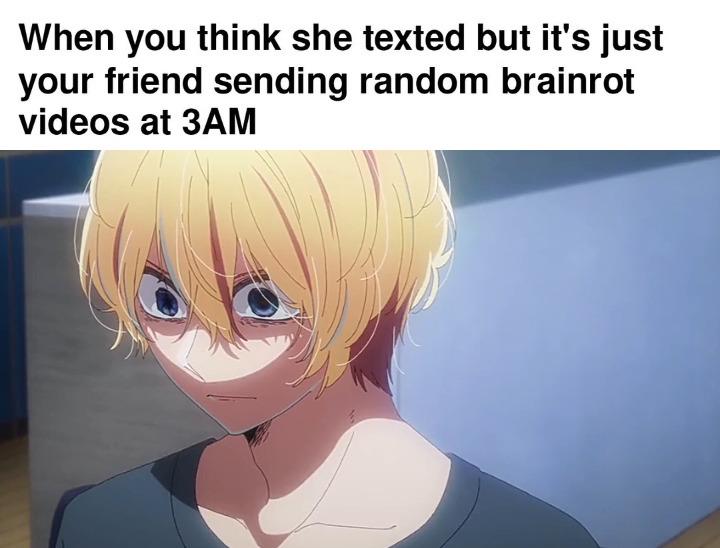 When you think she texted but it's just
your friend sending random brainrot
videos at 3AM